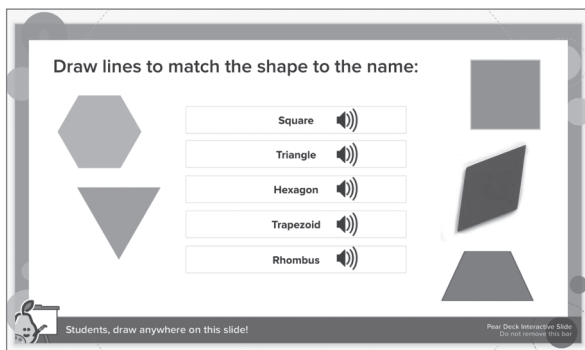 Draw lines to match the shape to the name:
Square
Triangle
Hexagon
Trapezoid
Rhombus
Students, draw anywhere on this slide!
Pear Deck Interactive Slide
Do not remove this bar